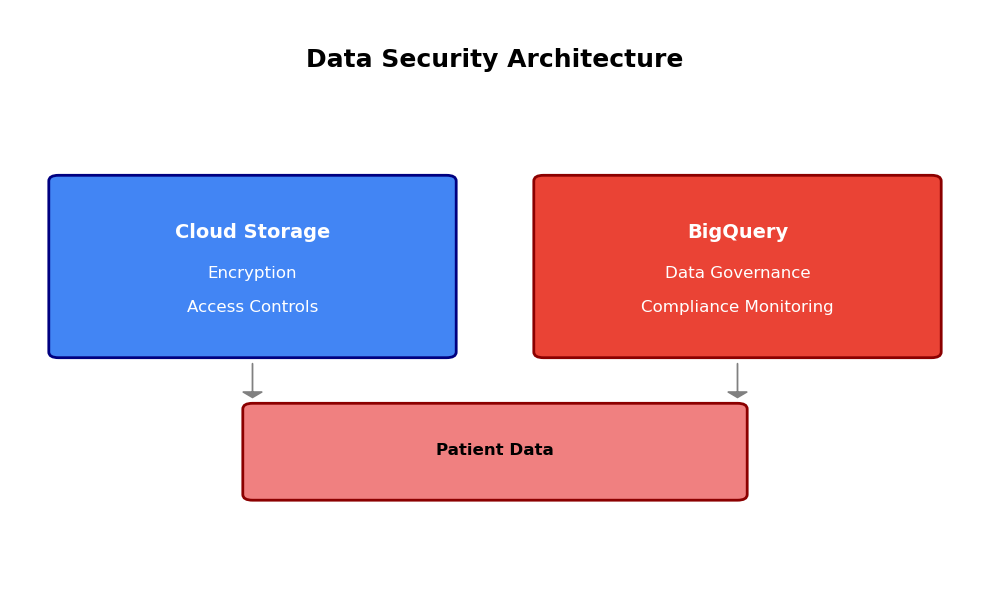 Data Security Architecture
Cloud Storage
Encryption
Access Controls
BigQuery
Data Governance
Compliance Monitoring
Patient Data